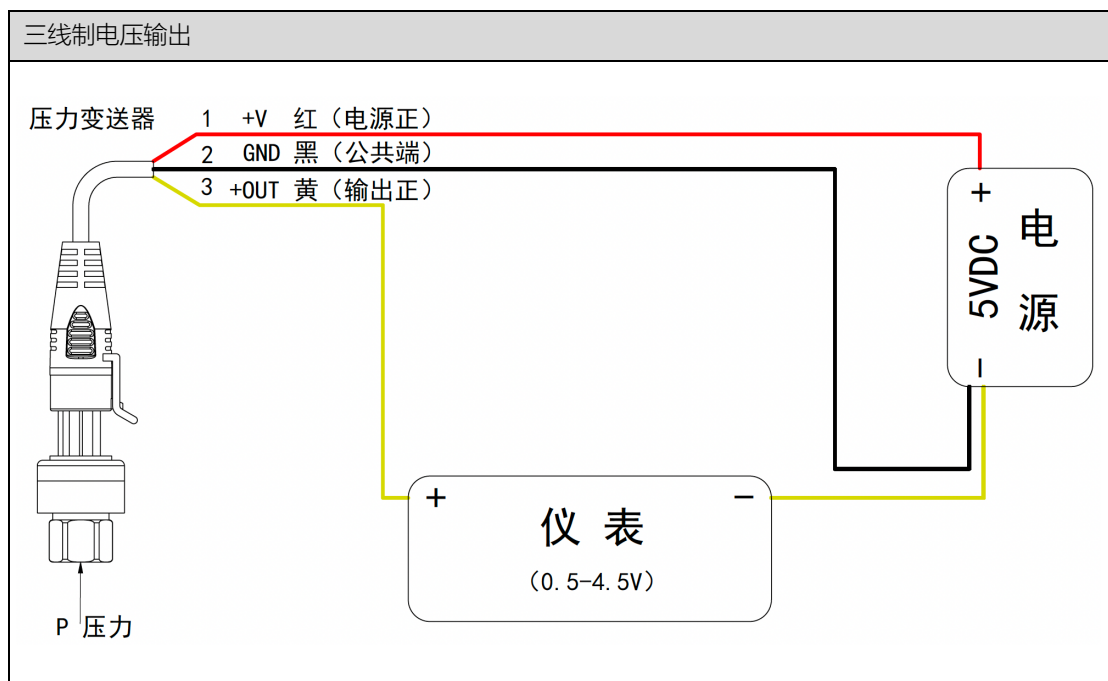 三线制电压输出
压力变送器
1 +V 红（电源正）
2 GND 黑（公共端）
3 +OUT 黄（输出正）
+
5VDC
−
电源
+
−
仪 表
（0.5-4.5V）
P 压力